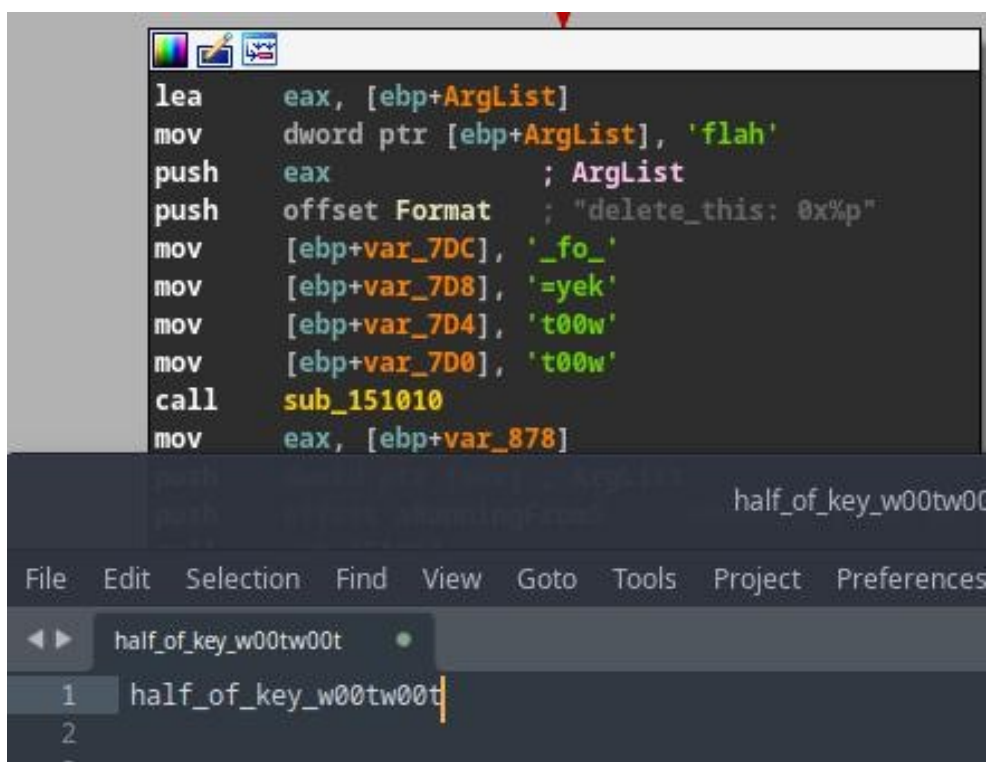 lea eax, [ebp+ArgList]
mov dword ptr [ebp+ArgList], 'flah'
push eax ; ArgList
push offset Format ; "delete_this: 0x%p"
mov [ebp+var_7DC], '_fo_'
mov [ebp+var_7D8], '=yek'
mov [ebp+var_7D4], 't00w'
mov [ebp+var_7D0], 't00w'
call sub_151010
mov eax, [ebp+var_878]
half_of_key_w00tw00
File Edit Selection Find View Goto Tools Project Preferences
half_of_key_w00tw00t
1 half_of_key_w00tw00t
2